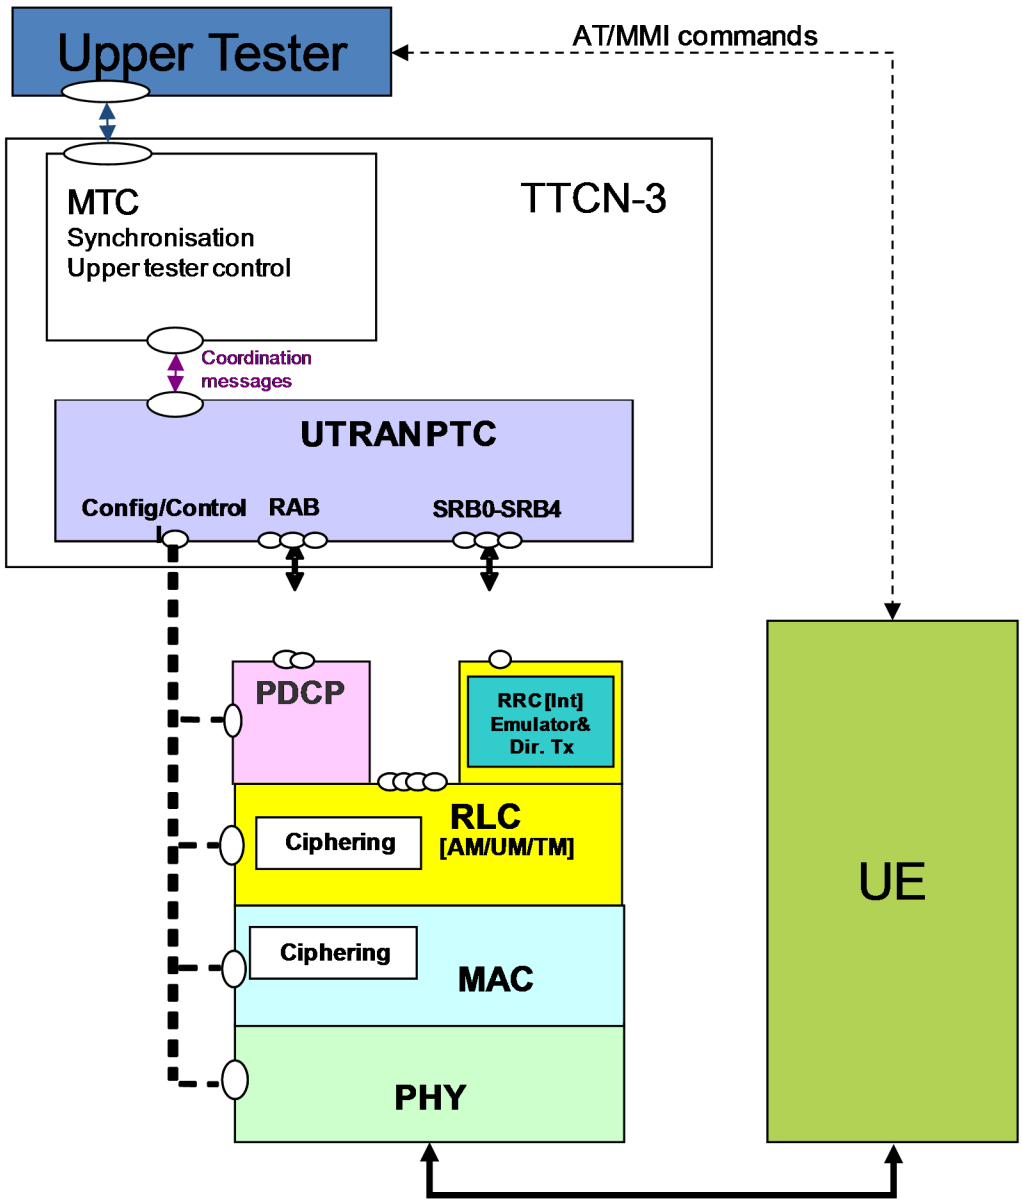 Upper Tester
AT/MMI commands
MTC
Synchronisation
Upper tester control
TTCN-3
Coordination
messages
UTRAN PTC
Config/Control
RAB
SRB0-SRB4
PDCP
RRC [Int]
Emulator&
Dir. Tx
RLC
[AM/UM/TM]
Ciphering
Ciphering
MAC
PHY
UE